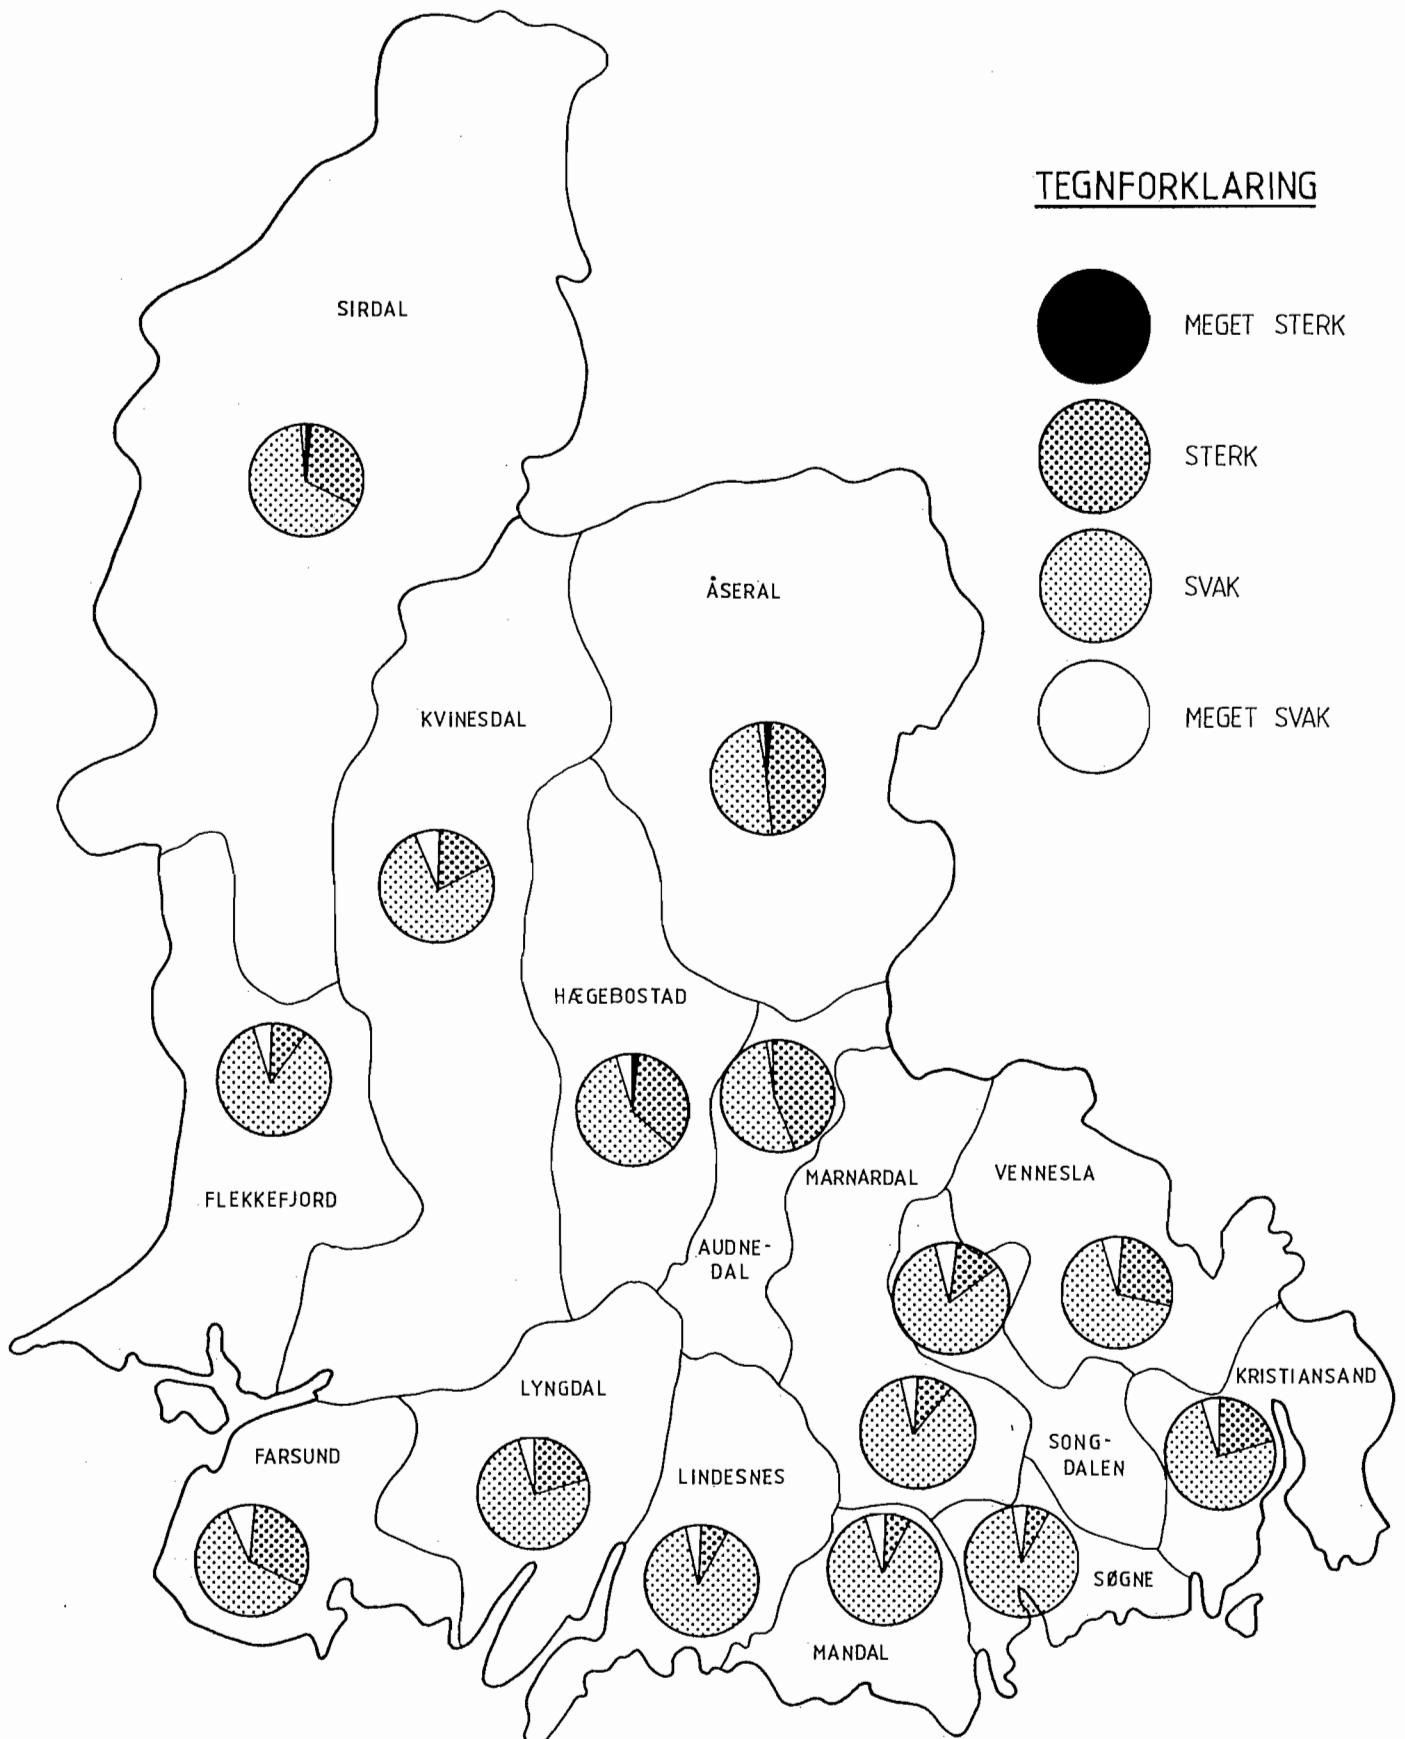 TEGNFORKLARING
MEGET STERK
STERK
SVAK
MEGET SVAK
SIRDAL
ÅSERAL
KVINESDAL
HÆGEBOSTAD
FLEKKEFJORD
AUDNE-
DAL
MARNARDAL
VENNESLA
KRISTIANSAND
LYNGDAL
FARSUND
LINDESNES
SONG-
DALEN
SØGNE
MANDAL